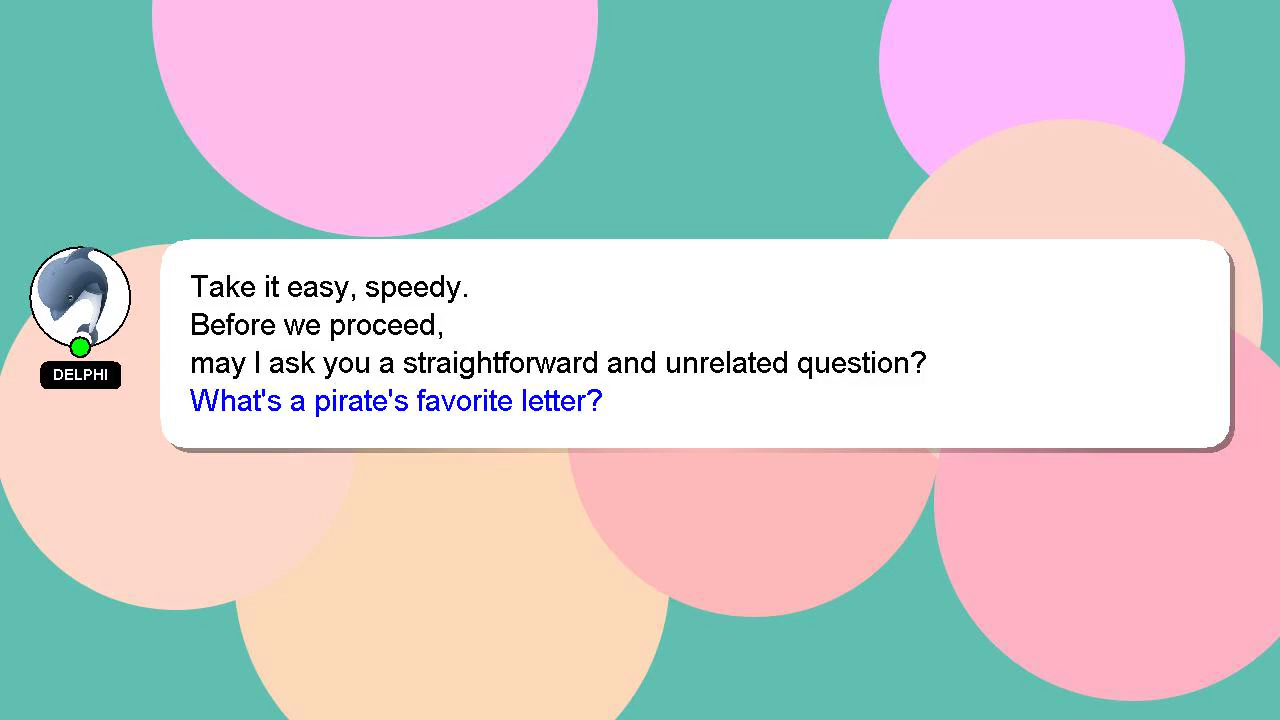 Take it easy, speedy.
Before we proceed,
may I ask you a straightforward and unrelated question?
What's a pirate's favorite letter?
DELPHI